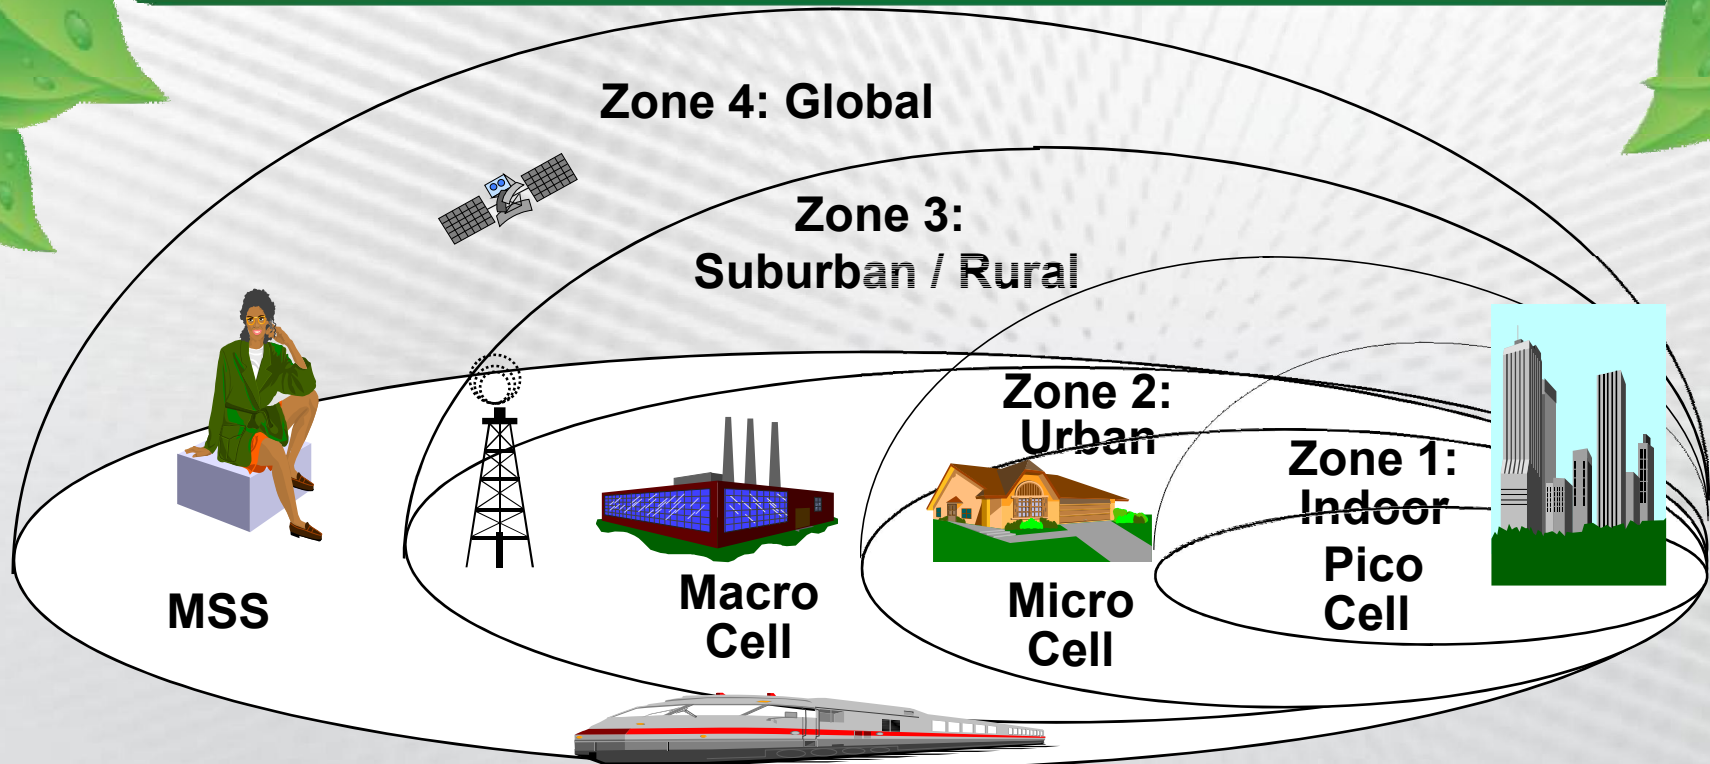 Zone 4: Global
Zone 3:
Suburban / Rural
Zone 2:
Urban
Zone 1:
Indoor
Pico
Cell
Micro
Cell
Macro
Cell
MSS